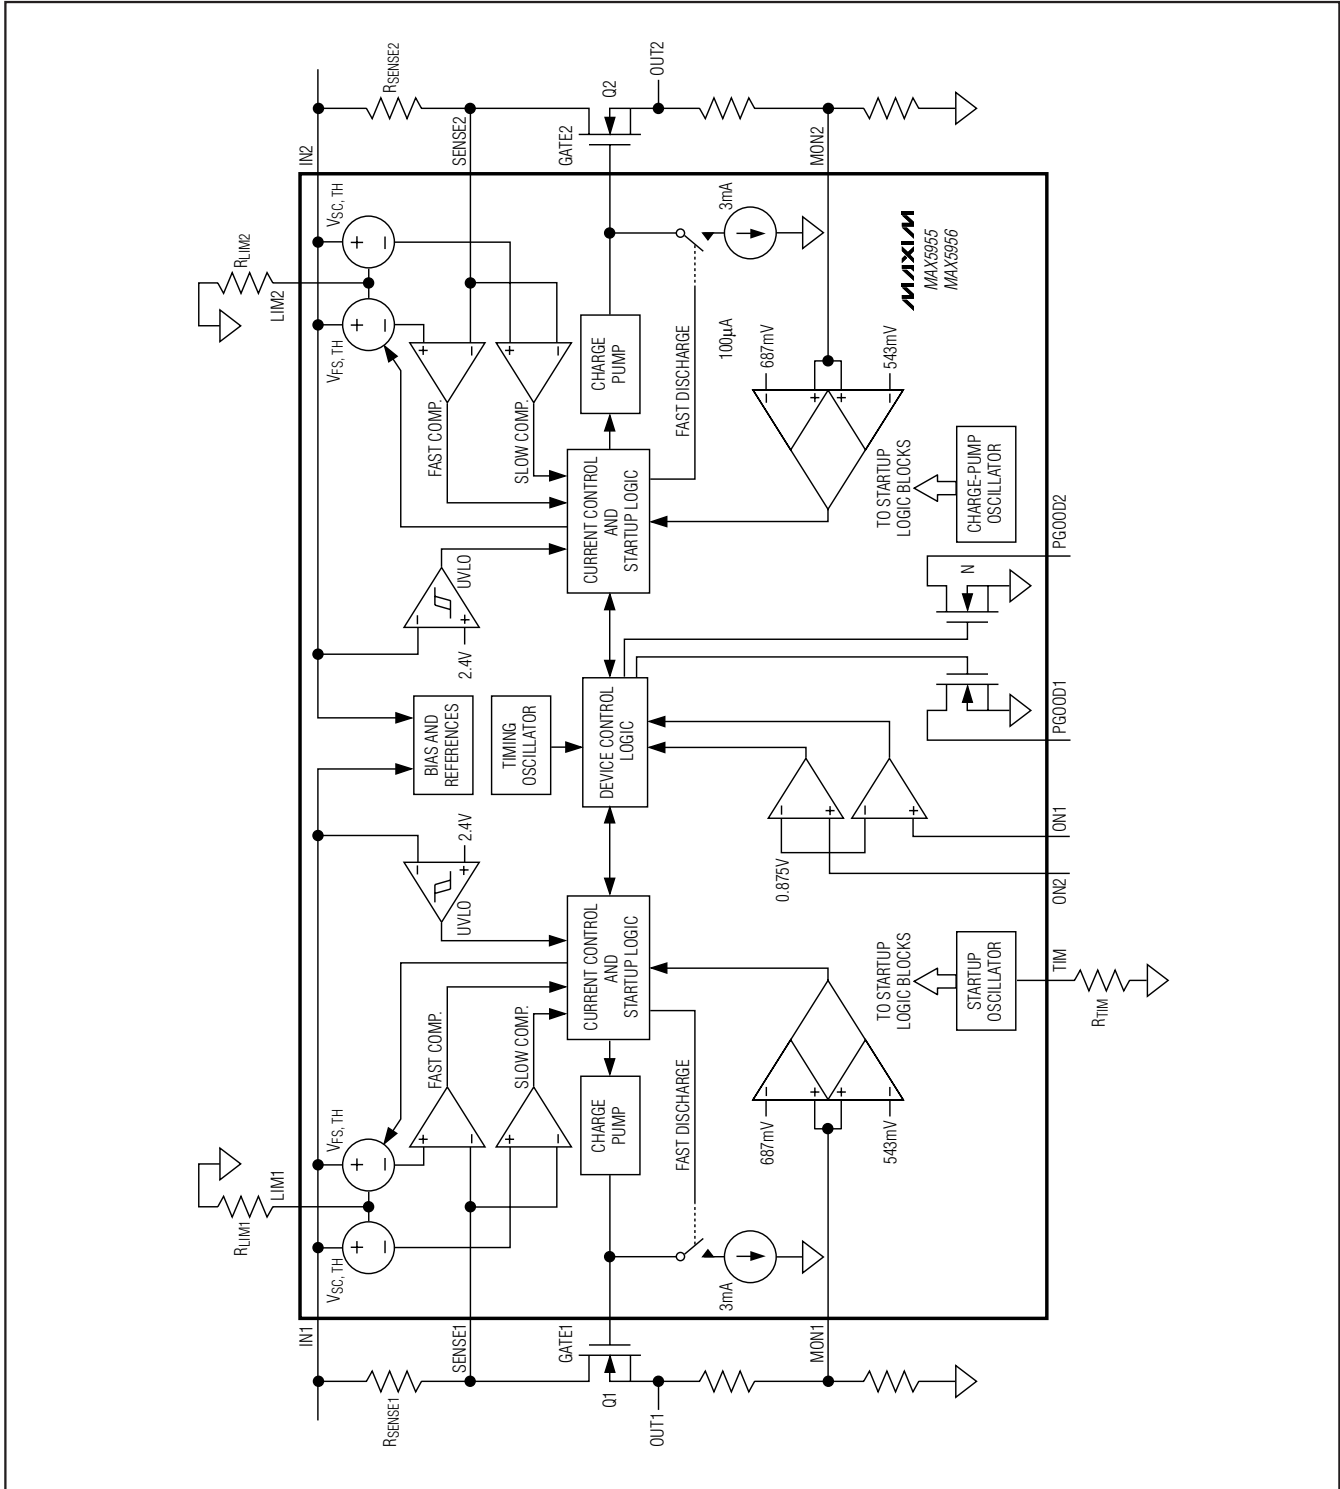 RSENSE1
IN1
SENSE1
GATE1
Q1
OUT1
MON1
RLIM1
LIM1
VSC, TH
VFS, TH
FAST COMP.
SLOW COMP.
CHARGE
PUMP
FAST DISCHARGE
3mA
687mV
543mV
UVLO
2.4V
CURRENT CONTROL
AND
STARTUP LOGIC
TO STARTUP
LOGIC BLOCKS
STARTUP
OSCILLATOR
TIM
RTIM
BIAS AND
REFERENCES
TIMING
OSCILLATOR
DEVICE CONTROL
LOGIC
0.875V
ON2
ON1
PGOOD1
PGOOD2
N
2.4V
UVLO
CURRENT CONTROL
AND
STARTUP LOGIC
TO STARTUP
LOGIC BLOCKS
CHARGE-PUMP
OSCILLATOR
FAST COMP.
SLOW COMP.
CHARGE
PUMP
FAST DISCHARGE
100µA
3mA
687mV
543mV
VFS, TH
VSC, TH
LIM2
RLIM2
MAXIM
MAX5955
MAX5956
IN2
SENSE2
GATE2
MON2
RSENSE2
Q2
OUT2